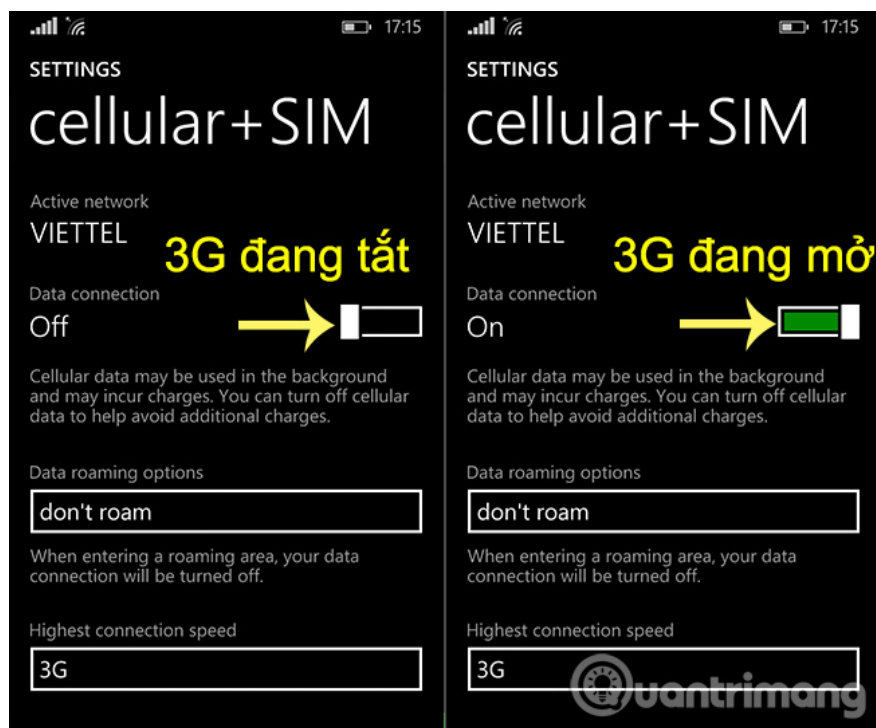 17:15
SETTINGS
cellular+SIM
Active network
VIETTEL
3G đang tắt
Data connection
Off
Cellular data may be used in the background
and may incur charges. You can turn off cellular
data to help avoid additional charges.
Data roaming options
don't roam
When entering a roaming area, your data
connection will be turned off.
Highest connection speed
3G
17:15
SETTINGS
cellular+SIM
Active network
VIETTEL
3G đang mở
Data connection
On
Cellular data may be used in the background
and may incur charges. You can turn off cellular
data to help avoid additional charges.
Data roaming options
don't roam
When entering a roaming area, your data
connection will be turned off.
Highest connection speed
3G
Quantrimang